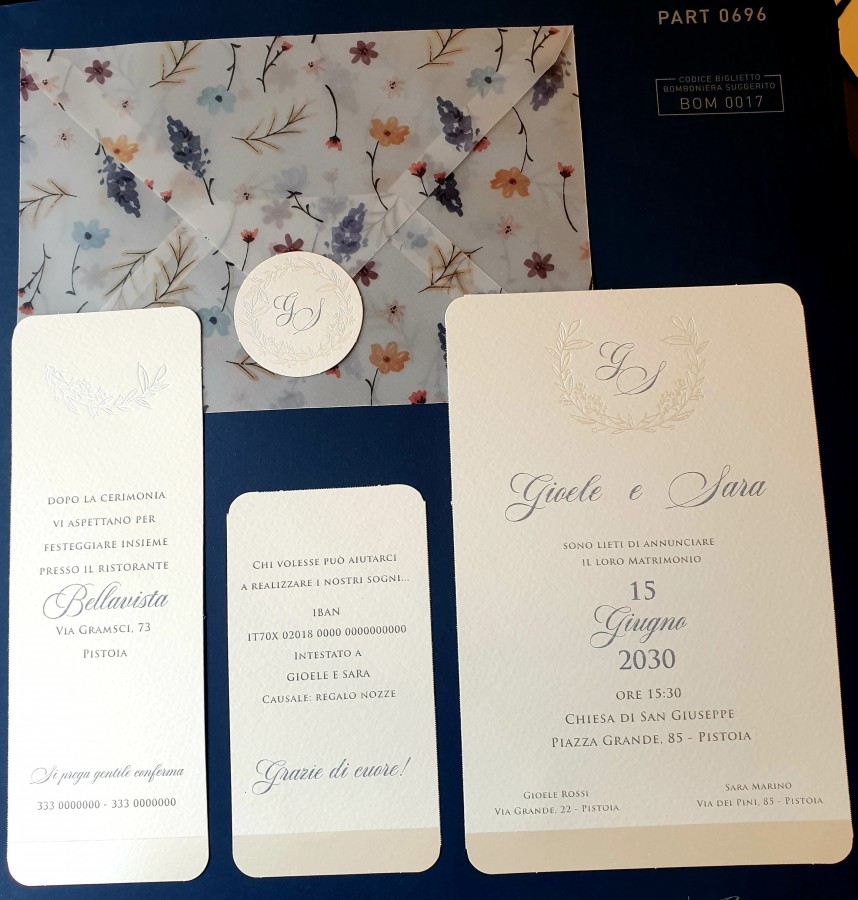 PART 0696
CODICE BIGLIETTO
BOMBONIERA SUGGERITO
BOM 0017
G S
DOPO LA CERIMONIA
VI ASPETTANO PER
FESTEGGIARE INSIEME
PRESSO IL RISTORANTE
Bellavista
VIA GRAMSCI, 73
PISTOIA
Si prega gentile conferma
333 0000000 - 333 0000000
CHI VOLESSE PUÒ AIUTARCI
A REALIZZARE I NOSTRI SOGNI...
IBAN
IT70X 02018 0000 0000000000
INTESTATO A
GIOELE E SARA
CAUSALE: REGALO NOZZE
Grazie di cuore!
G S
Gioele e Sara
SONO LIETI DI ANNUNCIARE
IL LORO MATRIMONIO
15
Giugno
2030
ORE 15:30
CHIESA DI SAN GIUSEPPE
PIAZZA GRANDE, 85 - PISTOIA
GIOELE ROSSI
VIA GRANDE, 22 - PISTOIA
SARA MARINO
VIA DEI PINI, 85 - PISTOIA